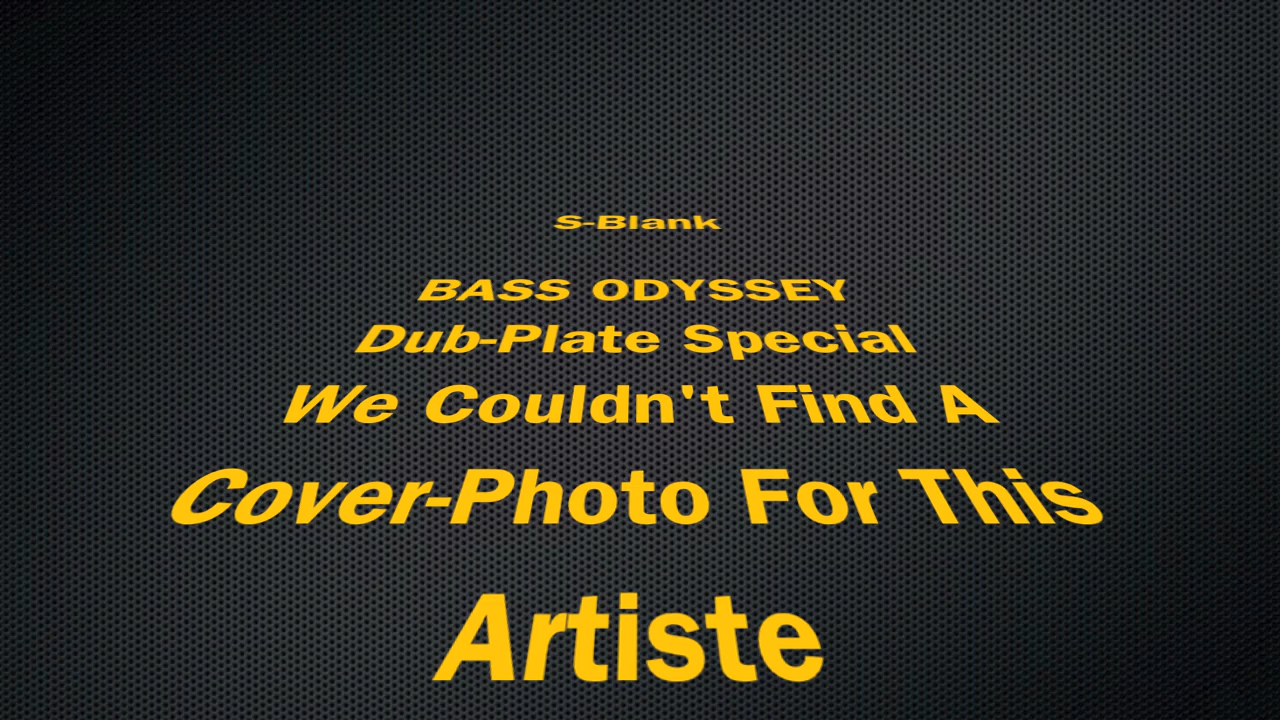 S-Blank
BASS ODYSSEY
Dub-Plate Special
We Couldn't Find A
Cover-Photo For This
Artiste